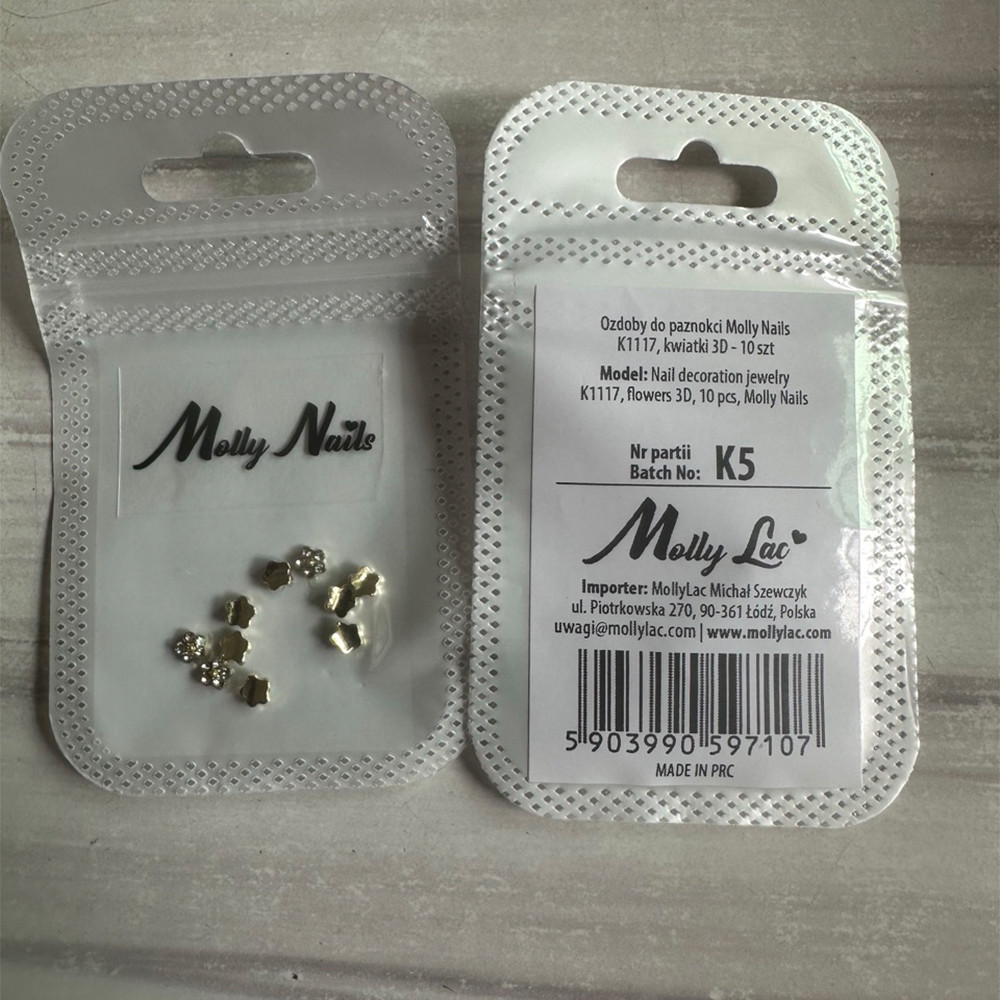 Molly Nails
Ozdoby do paznokci Molly Nails
K1117, kwiatki 3D - 10 szt
Model: Nail decoration jewelry
K1117, flowers 3D, 10 pcs, Molly Nails
Nr partii
Batch No: K5
Molly Lac
Importer: MollyLac Michał Szewczyk
ul. Piotrkowska 270, 90-361 Łódź, Polska
uwagi@mollylac.com | www.mollylac.com
5 903990 597107
MADE IN PRC